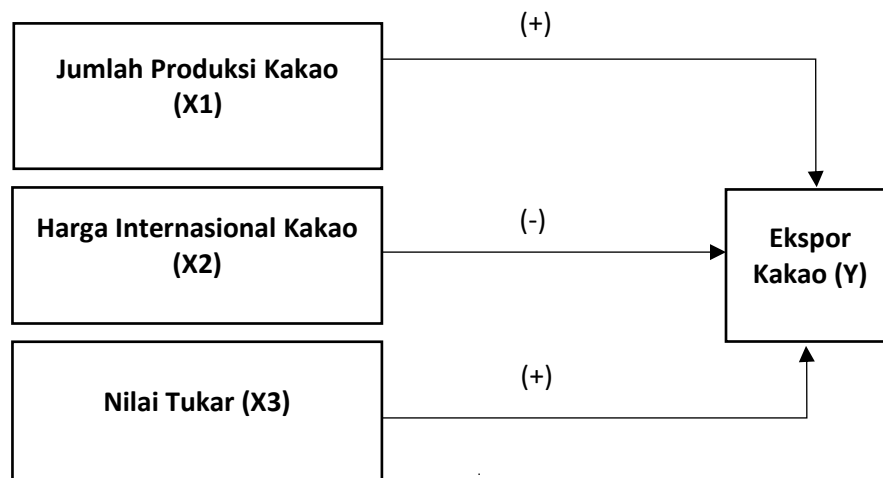 (+)
Jumlah Produksi Kakao
(X1)
Harga Internasional Kakao
(X2)
(-)
Ekspor
Kakao (Y)
(+)
Nilai Tukar (X3)